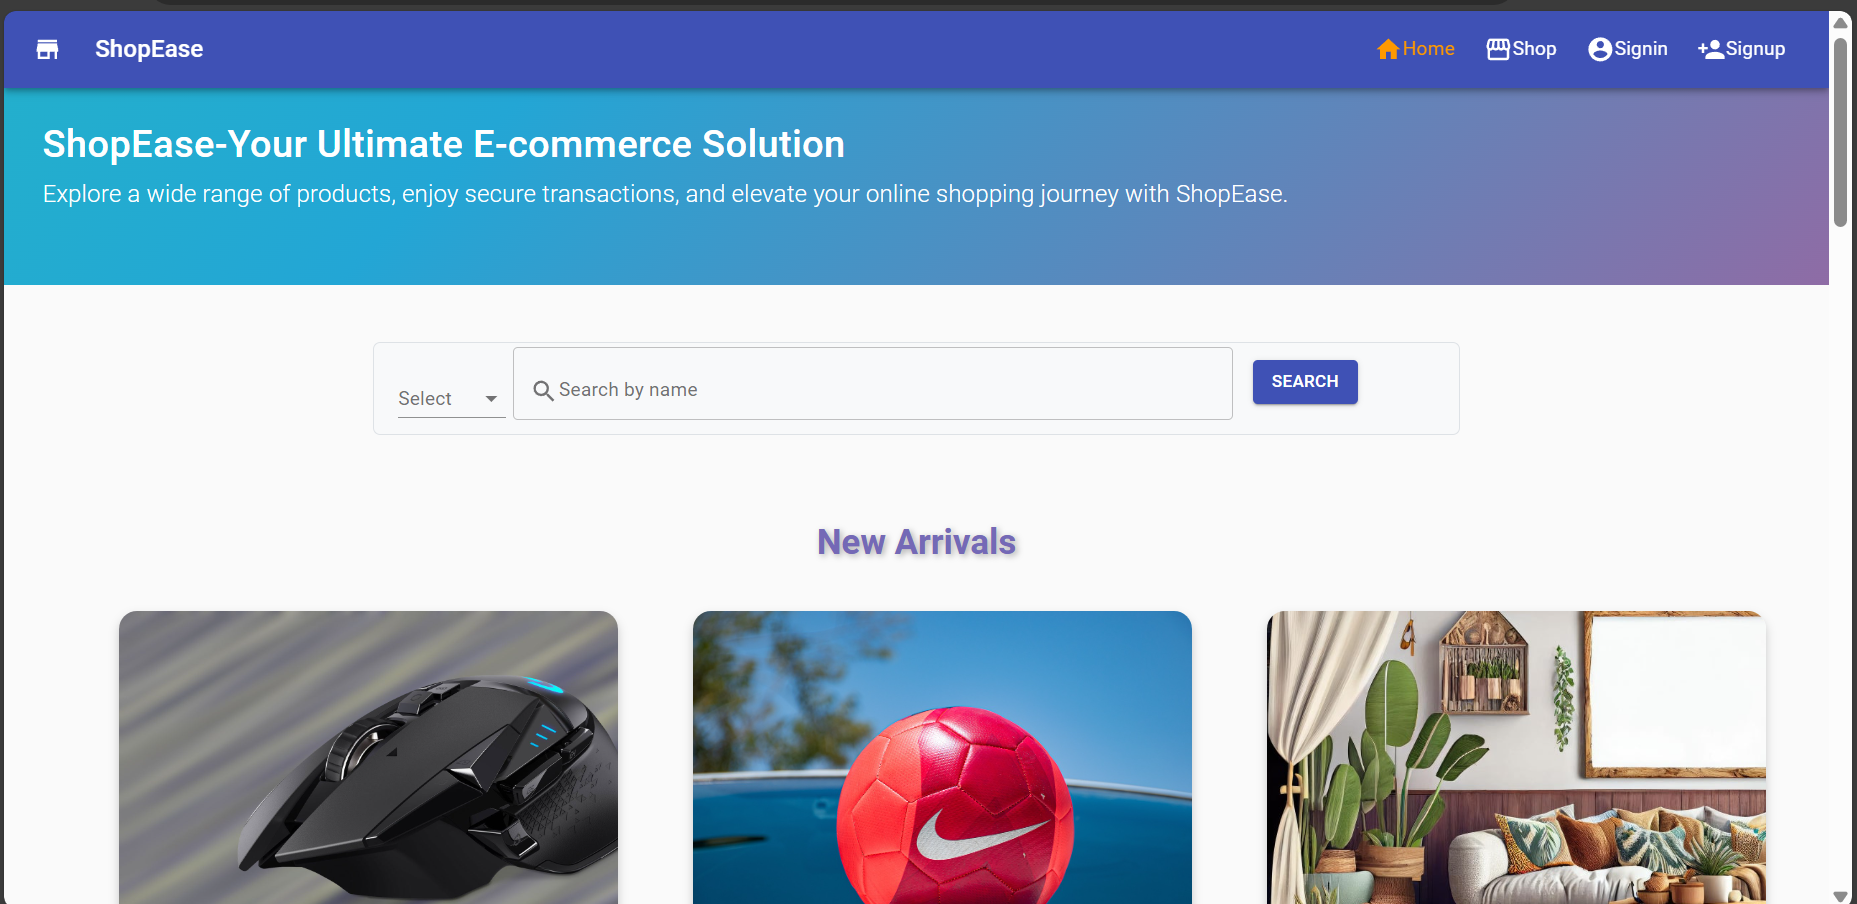 ShopEase
Home
Shop
Signin
Signup
ShopEase-Your Ultimate E-commerce Solution
Explore a wide range of products, enjoy secure transactions, and elevate your online shopping journey with ShopEase.
Select
Search by name
SEARCH
New Arrivals